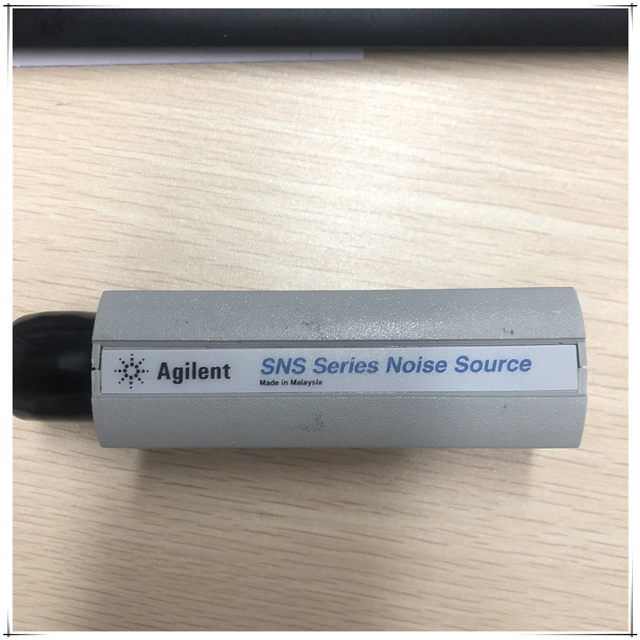 Agilent SNS Series Noise Source
Made in Malaysia